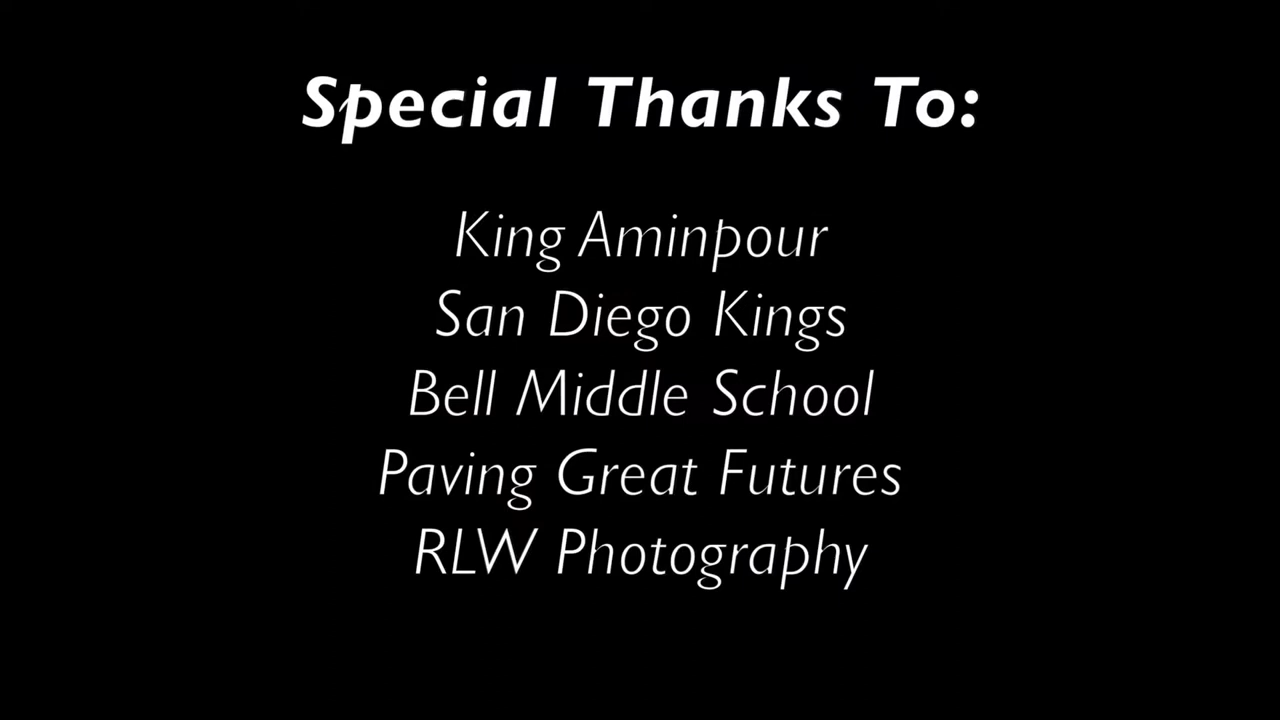 Special Thanks To:
King Aminpour
San Diego Kings
Bell Middle School
Paving Great Futures
RLW Photography